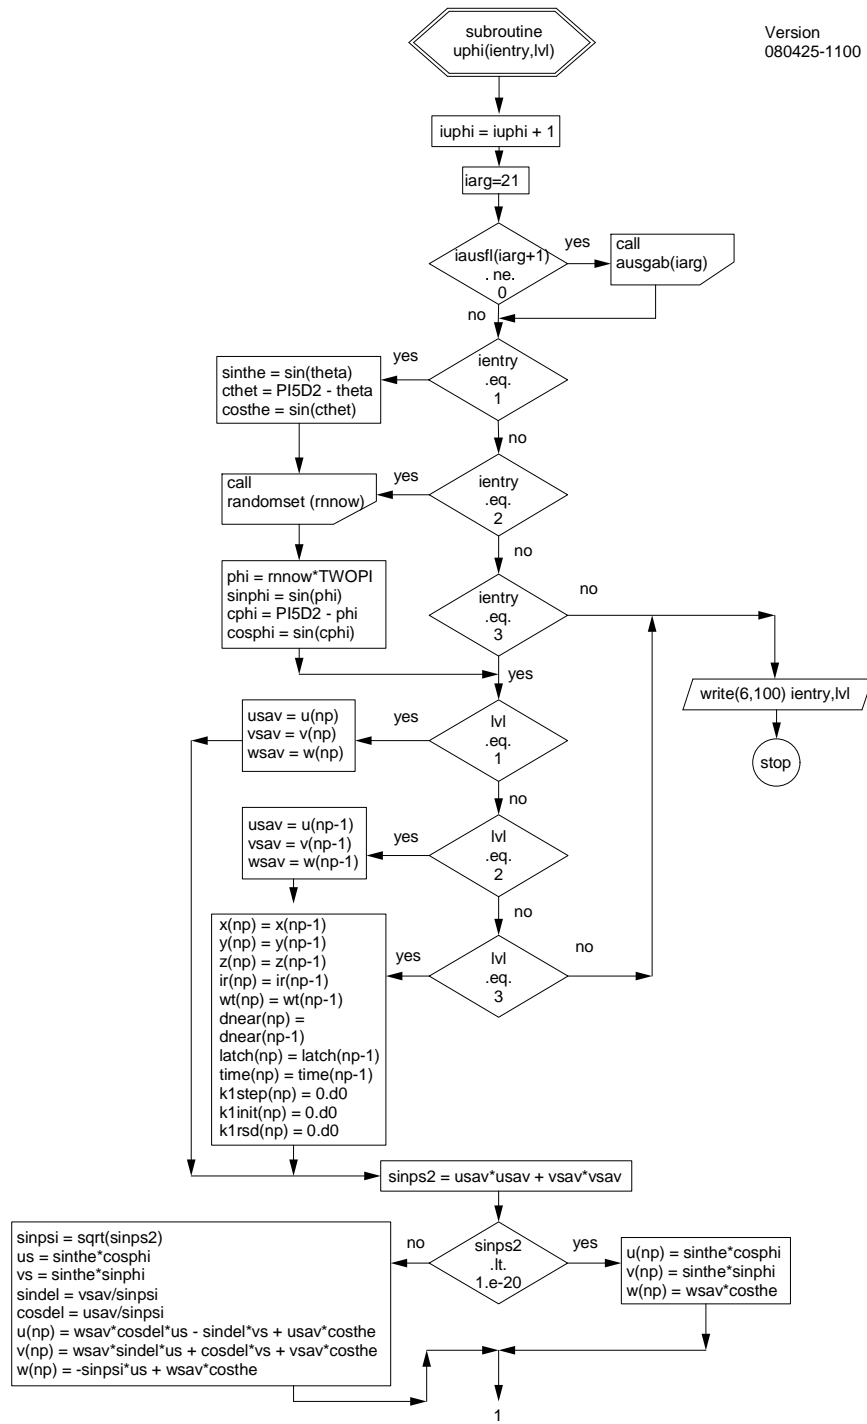 subroutine
uphi(ientry,lvl)
Version
080425-1100
iuphi = iuphi + 1
iarg=21
iausfl(iarg+1)
. ne.
0
yes
call
ausgab(iarg)
no
ientry
.eq.
1
yes
sinthe = sin(theta)
cthet = PI5D2 - theta
costhe = sin(cthet)
no
ientry
.eq.
2
yes
call
randomset (rnnow)
no
phi = rnnow*TWOPI
sinphi = sin(phi)
cphi = PI5D2 - phi
cosphi = sin(cphi)
ientry
.eq.
3
no
yes
write(6,100) ientry,lvl
stop
lvl
.eq.
1
yes
usav = u(np)
vsav = v(np)
wsav = w(np)
no
lvl
.eq.
2
yes
usav = u(np-1)
vsav = v(np-1)
wsav = w(np-1)
no
lvl
.eq.
3
yes
no
x(np) = x(np-1)
y(np) = y(np-1)
z(np) = z(np-1)
ir(np) = ir(np-1)
wt(np) = wt(np-1)
dnear(np) =
dnear(np-1)
latch(np) = latch(np-1)
time(np) = time(np-1)
k1step(np) = 0.d0
k1init(np) = 0.d0
k1rsd(np) = 0.d0
sinps2 = usav*usav + vsav*vsav
sinps2
.lt.
1.e-20
no
yes
sinpsi = sqrt(sinps2)
us = sinthe*cosphi
vs = sinthe*sinphi
sindel = vsav/sinpsi
cosdel = usav/sinpsi
u(np) = wsav*cosdel*us - sindel*vs + usav*costhe
v(np) = wsav*sindel*us + cosdel*vs + vsav*costhe
w(np) = -sinpsi*us + wsav*costhe
u(np) = sinthe*cosphi
v(np) = sinthe*sinphi
w(np) = wsav*costhe
1